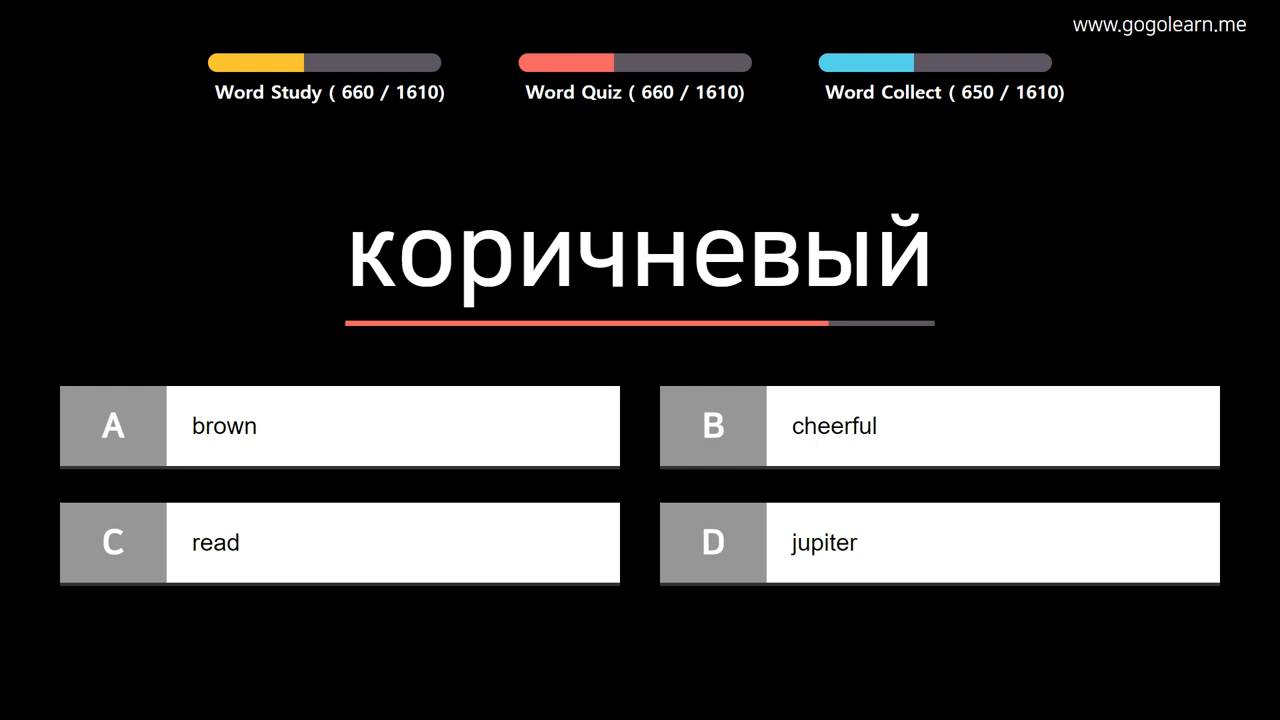 www.gogolearn.me
Word Study ( 660 / 1610)
Word Quiz ( 660 / 1610)
Word Collect ( 650 / 1610)
коричневый
A brown
B cheerful
C read
D jupiter